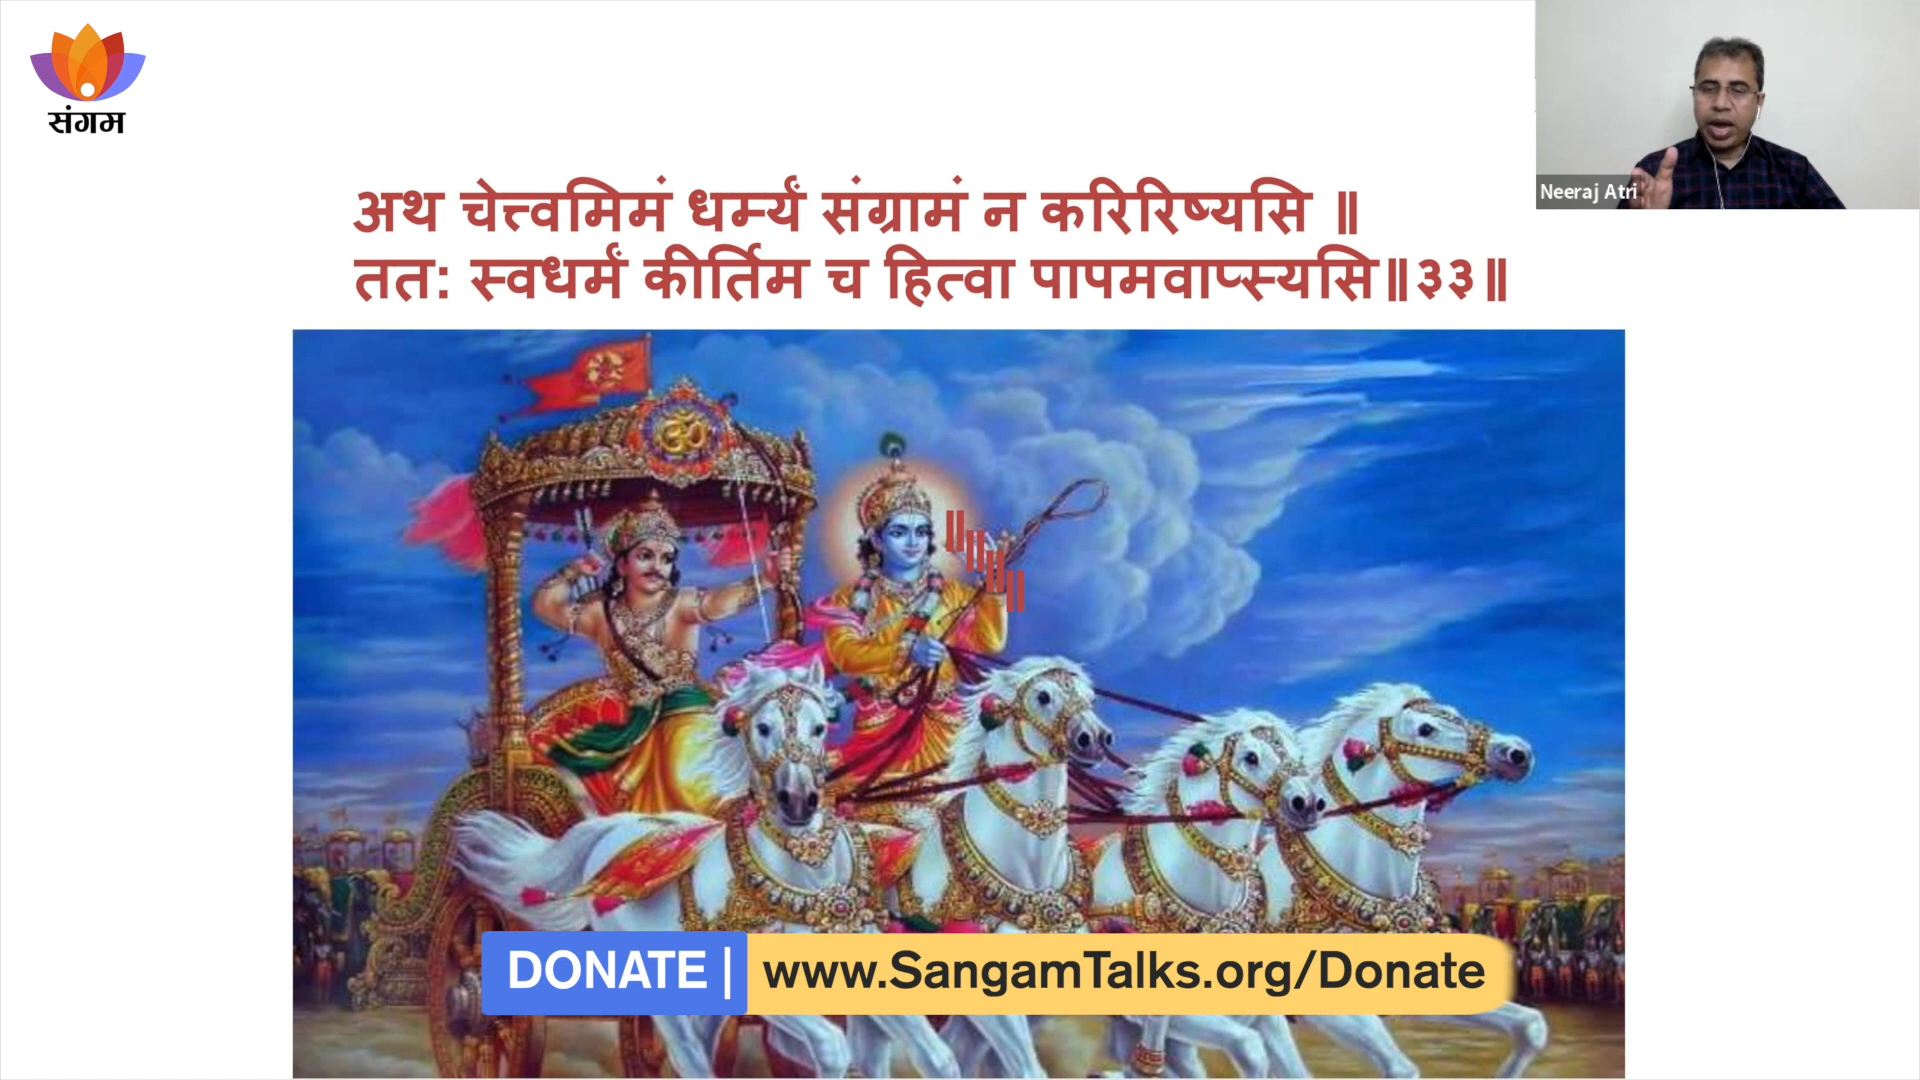 संगम
Neeraj Atri
अथ चेत्त्वमिमं धर्म्यं संग्रामं न करिरिष्यसि ॥
तत: स्वधर्मं कीर्तिम च हित्वा पापमवाप्स्यसि॥३३॥
ॐ
॥
॥
॥
॥
DONATE | www.SangamTalks.org/Donate